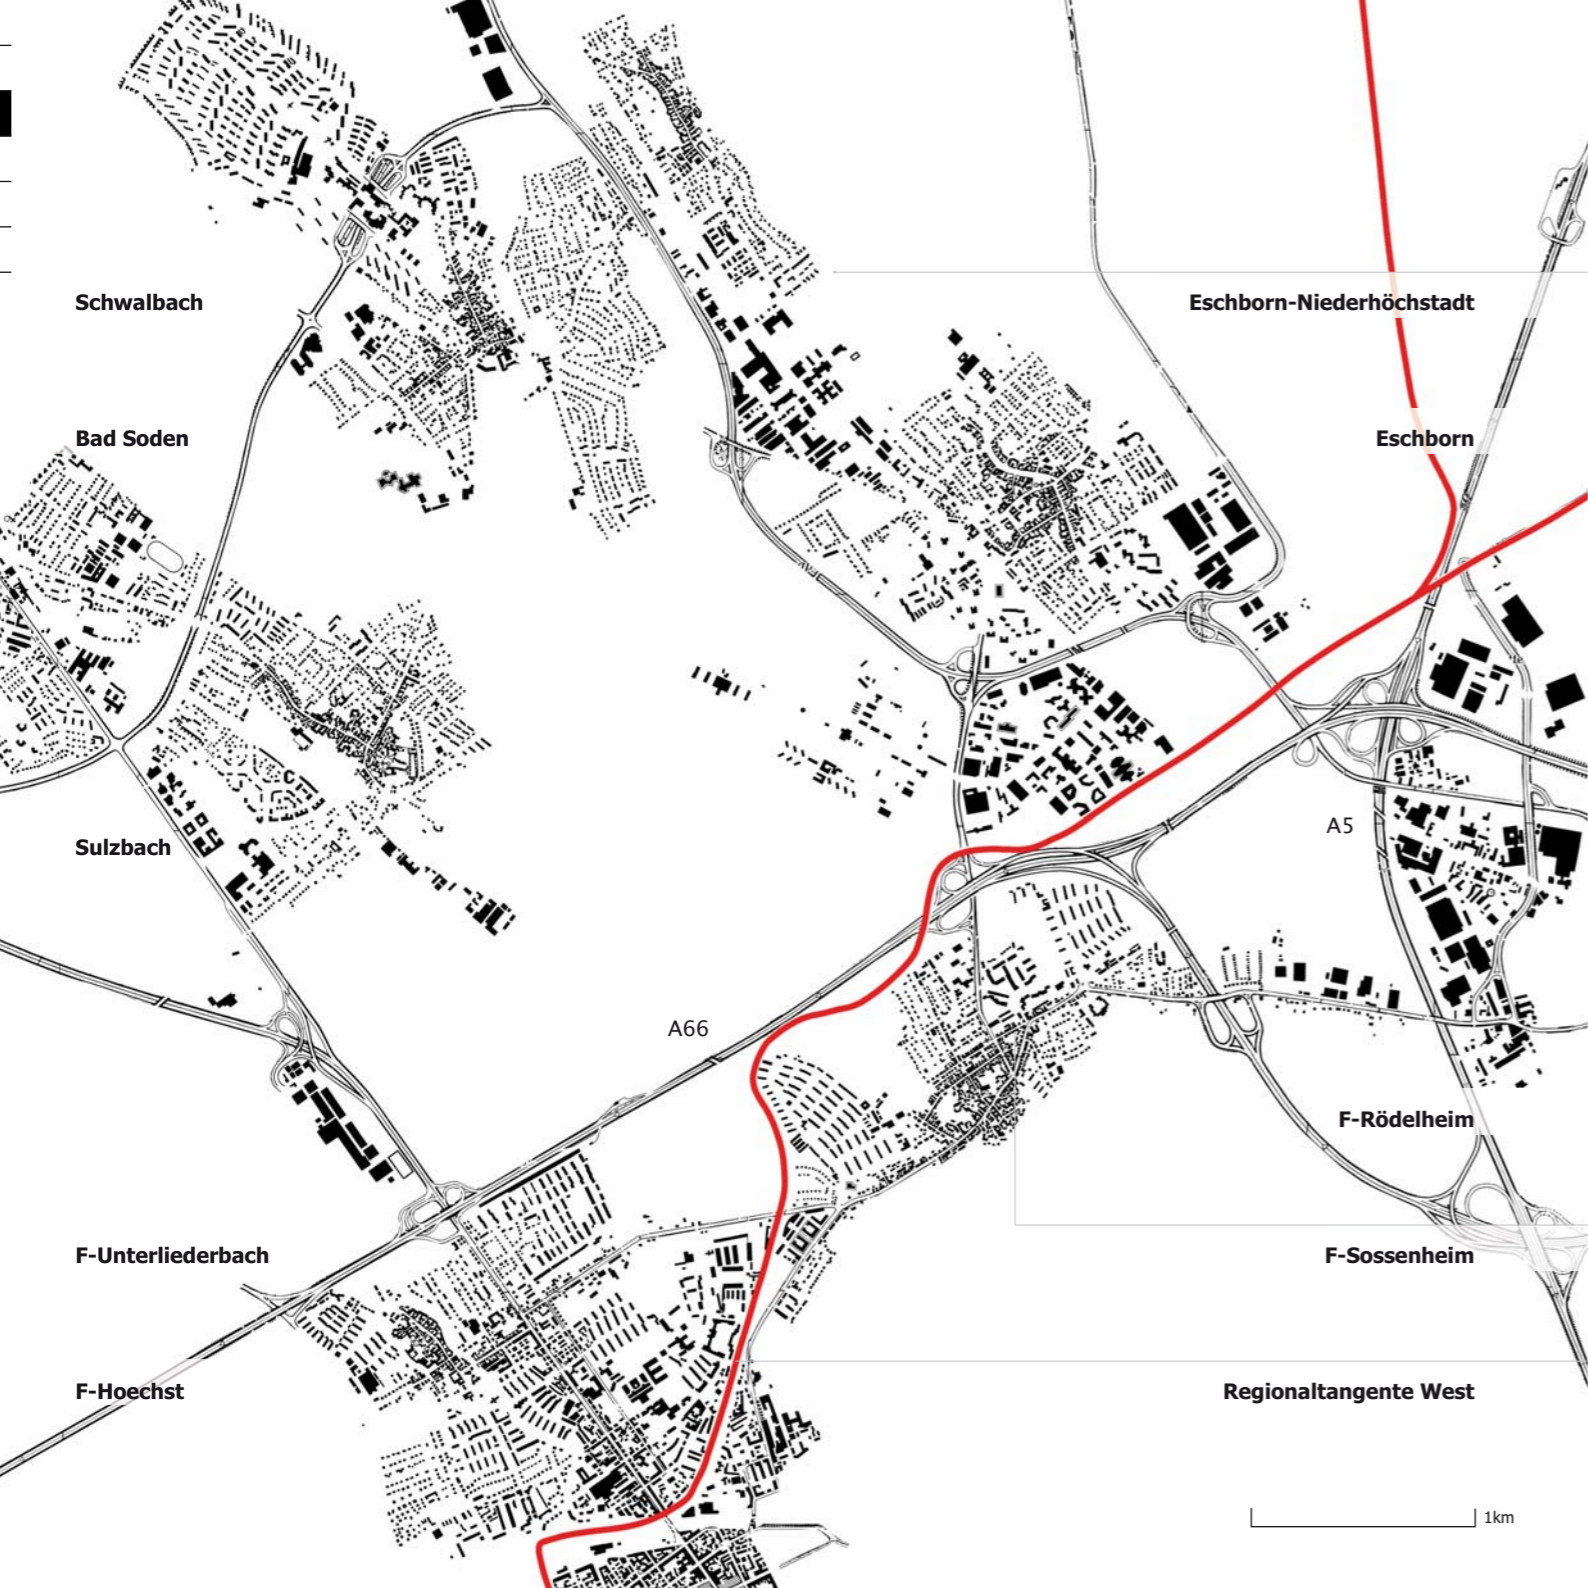 Schwalbach
Eschborn-Niederhöchstadt
Bad Soden
Eschborn
A5
Sulzbach
A66
F-Rödelheim
F-Unterliederbach
F-Sossenheim
F-Hoechst
Regionaltangente West
1km